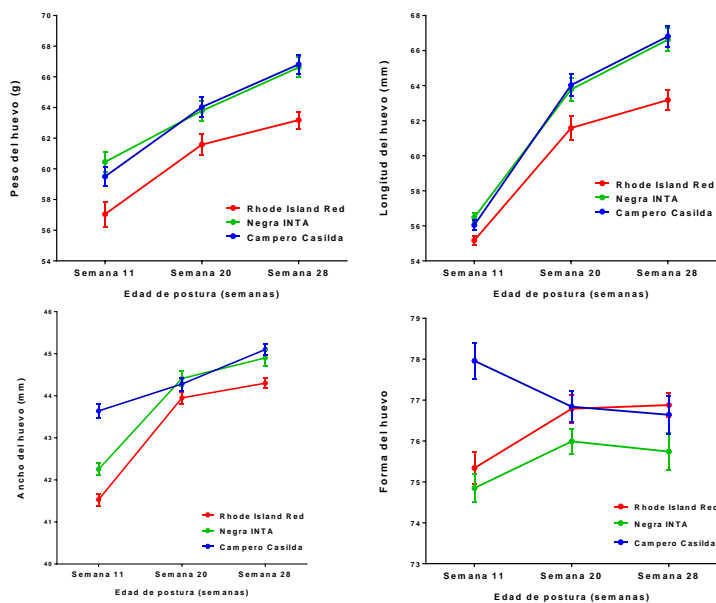 Peso del huevo (g)
70
68
66
64
62
60
58
56
54
Rhode Island Red
Negra INTA
Campero Casilda
Semana 11
Semana 20
Semana 28
Edad de postura (semanas)
Longitud del huevo (mm)
68
66
64
62
60
58
56
54
Rhode Island Red
Negra INTA
Campero Casilda
Semana 11
Semana 20
Semana 28
Edad de postura (semanas)
Ancho del huevo (mm)
46
45
44
43
42
41
40
Rhode Island Red
Negra INTA
Campero Casilda
Semana 11
Semana 20
Semana 28
Edad de postura (semanas)
Forma del huevo
79
78
77
76
75
74
73
Rhode Island Red
Negra INTA
Campero Casilda
Semana 11
Semana 20
Semana 28
Edad de postura (semanas)